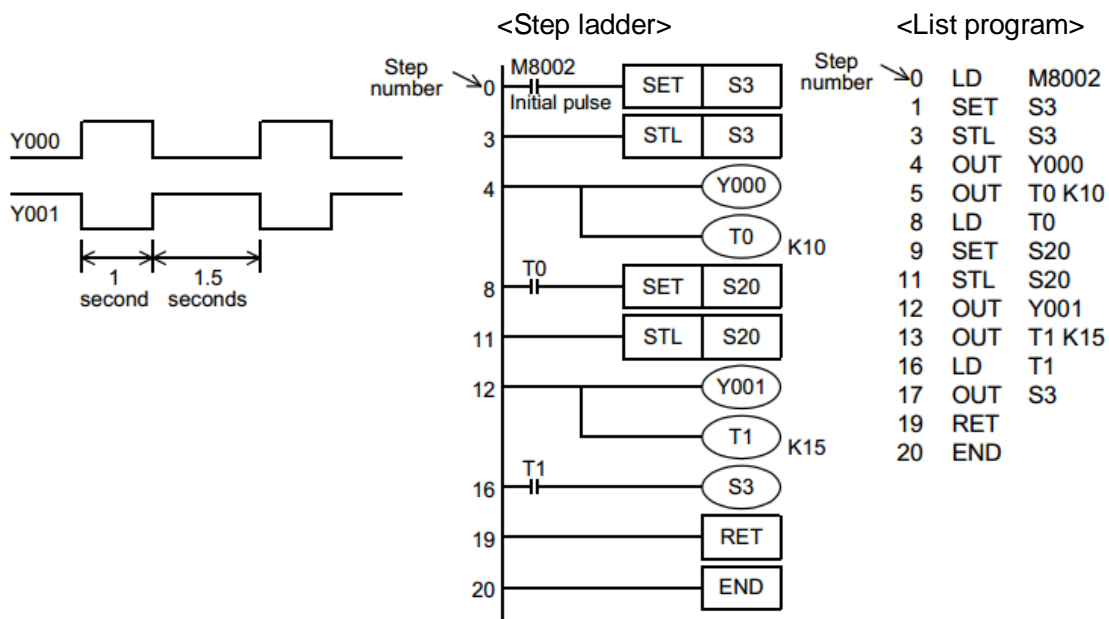 <Step ladder>
<List program>
Y000
Y001
1
second
1.5
seconds
Step
number
0
M8002
Initial pulse
SET S3
3 STL S3
4 Y000
T0 K10
8 T0 SET S20
11 STL S20
12 Y001
T1 K15
16 T1 S3
19 RET
20 END
Step
number
0 LD M8002
1 SET S3
3 STL S3
4 OUT Y000
5 OUT T0 K10
8 LD T0
9 SET S20
11 STL S20
12 OUT Y001
13 OUT T1 K15
16 LD T1
17 OUT S3
19 RET
20 END